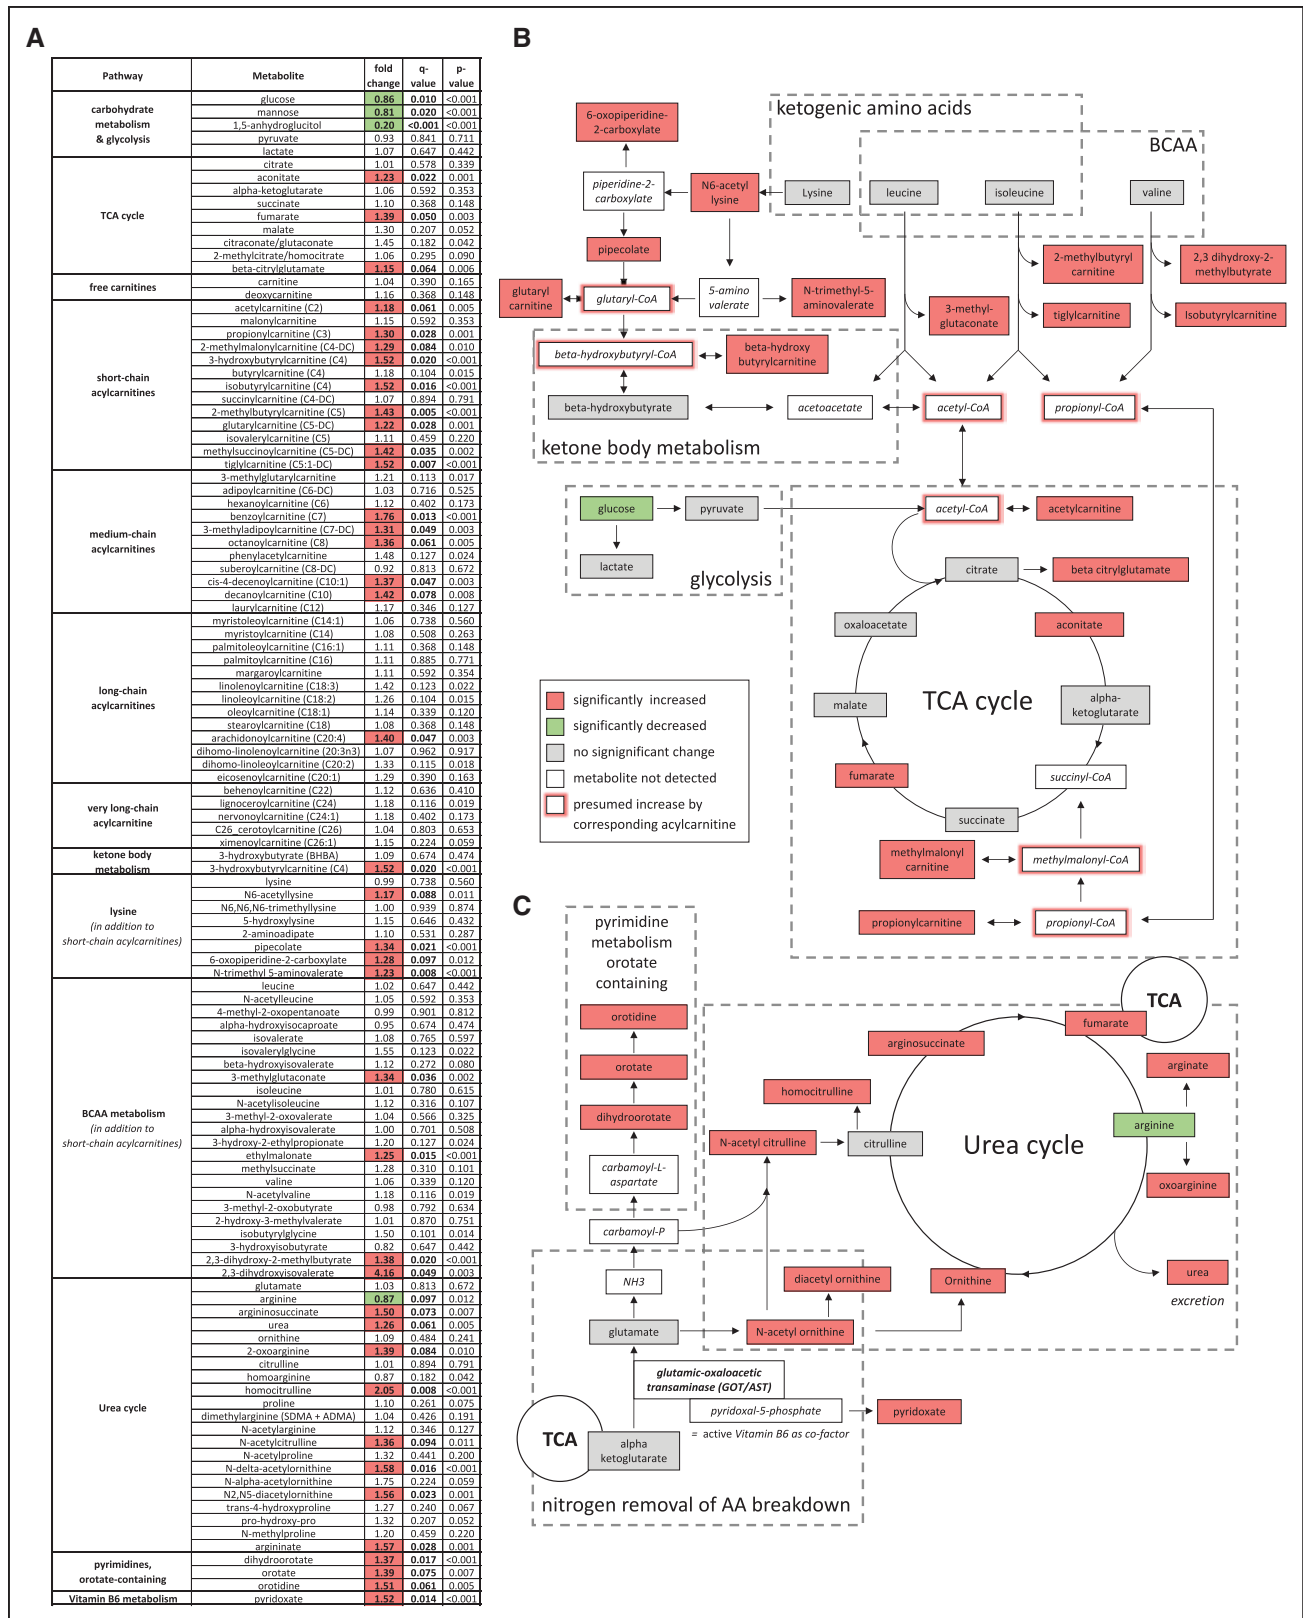 A
Pathway Metabolite fold change q-value p-value
carbohydrate metabolism & glycolysis
glucose 0.86 0.010 <0.001
mannose 0.81 0.020 <0.001
1,5-anhydroglucitol 0.20 <0.001 <0.001
pyruvate 0.93 0.841 0.711
lactate 1.07 0.647 0.442
TCA cycle
citrate 1.01 0.578 0.339
aconitate 1.23 0.022 0.001
alpha-ketoglutarate 1.06 0.592 0.353
succinate 1.10 0.368 0.148
fumarate 1.39 0.050 0.003
malate 1.30 0.207 0.052
citraconate/glutaconate 1.45 0.182 0.042
2-methylcitrate/homocitrate 1.06 0.295 0.090
beta-citrylglutamate 1.15 0.064 0.006
free carnitines
carnitine 1.04 0.390 0.165
deoxycarnitine 1.16 0.368 0.148
short-chain acylcarnitines
acetylcarnitine (C2) 1.18 0.061 0.005
malonylcarnitine 1.15 0.592 0.353
propionylcarnitine (C3) 1.30 0.028 0.001
2-methylmalonylcarnitine (C4-DC) 1.29 0.084 0.010
3-hydroxybutyrylcarnitine (C4) 1.52 0.020 <0.001
butyrylcarnitine (C4) 1.18 0.104 0.015
isobutyrylcarnitine (C4) 1.52 0.016 <0.001
succinylcarnitine (C4-DC) 1.07 0.894 0.791
2-methylbutyrylcarnitine (C5) 1.43 0.005 <0.001
glutarylcarnitine (C5-DC) 1.22 0.028 0.001
isovalerylcarnitine (C5) 1.11 0.459 0.220
methylsuccinoylcarnitine (C5-DC) 1.42 0.035 0.002
tiglylcarnitine (C5:1-DC) 1.52 0.007 <0.001
medium-chain acylcarnitines
3-methylglutarylcarnitine 1.21 0.113 0.017
adipoylcarnitine (C6-DC) 1.03 0.716 0.525
hexanoylcarnitine (C6) 1.12 0.402 0.173
benzoylcarnitine (C7) 1.76 0.013 <0.001
3-methyladipoylcarnitine (C7-DC) 1.31 0.049 0.003
octanoylcarnitine (C8) 1.36 0.061 0.005
phenylacetylcarnitine 1.48 0.127 0.024
suberoylcarnitine (C8-DC) 0.92 0.813 0.672
cis-4-decenoylcarnitine (C10:1) 1.37 0.047 0.003
decanoylcarnitine (C10) 1.42 0.078 0.008
laurylcarnitine (C12) 1.17 0.346 0.127
long-chain acylcarnitines
myristoleoylcarnitine (C14:1) 1.06 0.738 0.560
myristoylcarnitine (C14) 1.08 0.508 0.263
palmitoleoylcarnitine (C16:1) 1.11 0.368 0.148
palmitoylcarnitine (C16) 1.11 0.885 0.771
margaroylcarnitine 1.11 0.592 0.354
linolenoylcarnitine (C18:3) 1.42 0.123 0.022
linoleoylcarnitine (C18:2) 1.26 0.104 0.015
oleoylcarnitine (C18:1) 1.14 0.339 0.120
stearoylcarnitine (C18) 1.08 0.368 0.148
arachidonoylcarnitine (C20:4) 1.40 0.047 0.003
dihomo-linolenoylcarnitine (20:3n3) 1.07 0.962 0.917
dihomo-linoleoylcarnitine (C20:2) 1.33 0.115 0.018
eicosenoylcarnitine (C20:1) 1.29 0.390 0.163
very long-chain acylcarnitine
behenoylcarnitine (C22) 1.12 0.636 0.410
lignoceroylcarnitine (C24) 1.18 0.116 0.019
nervonoylcarnitine (C24:1) 1.18 0.402 0.173
C26_cerotoylcarnitine (C26) 1.04 0.803 0.653
ximenoylcarnitine (C26:1) 1.15 0.224 0.059
ketone body metabolism
3-hydroxybutyrate (BHBA) 1.09 0.674 0.474
3-hydroxybutyrylcarnitine (C4) 1.52 0.020 <0.001
lysine (in addition to short-chain acylcarnitines)
lysine 0.99 0.738 0.560
N6-acetyllysine 1.17 0.088 0.011
N6,N6,N6-trimethyllysine 1.00 0.939 0.874
5-hydroxylysine 1.15 0.646 0.432
2-aminoadipate 1.10 0.531 0.287
pipecolate 1.34 0.021 <0.001
6-oxopiperidine-2-carboxylate 1.28 0.097 0.012
N-trimethyl 5-aminovalerate 1.23 0.008 <0.001
BCAA metabolism (in addition to short-chain acylcarnitines)
leucine 1.02 0.647 0.442
N-acetylleucine 1.05 0.592 0.353
4-methyl-2-oxopentanoate 0.99 0.901 0.812
alpha-hydroxyisocaproate 0.95 0.674 0.474
isovalerate 1.08 0.765 0.597
isovalerylglycine 1.55 0.123 0.022
beta-hydroxyisovalerate 1.12 0.272 0.080
3-methylglutaconate 1.34 0.036 0.002
isoleucine 1.01 0.780 0.615
N-acetylisoleucine 1.12 0.316 0.107
3-methyl-2-oxovalerate 1.04 0.566 0.325
alpha-hydroxyisovalerate 1.00 0.701 0.508
3-hydroxy-2-ethylpropionate 1.20 0.127 0.024
ethylmalonate 1.25 0.015 <0.001
methylsuccinate 1.28 0.310 0.101
valine 1.06 0.339 0.120
N-acetylvaline 1.18 0.116 0.019
3-methyl-2-oxobutyrate 0.98 0.792 0.634
2-hydroxy-3-methylvalerate 1.01 0.870 0.751
isobutyrylglycine 1.50 0.101 0.014
3-hydroxyisobutyrate 0.82 0.647 0.442
2,3-dihydroxy-2-methylbutyrate 1.38 0.020 <0.001
2,3-dihydroxyisovalerate 4.16 0.049 0.003
Urea cycle
glutamate 1.03 0.813 0.672
arginine 0.87 0.097 0.012
argininosuccinate 1.50 0.073 0.007
urea 1.26 0.061 0.005
ornithine 1.09 0.484 0.241
2-oxoarginine 1.39 0.084 0.010
citrulline 1.01 0.894 0.791
homoarginine 0.87 0.182 0.042
homocitrulline 2.05 0.008 <0.001
proline 1.10 0.261 0.075
dimethylarginine (SDMA + ADMA) 1.04 0.426 0.191
N-acetylarginine 1.12 0.346 0.127
N-acetylcitrulline 1.36 0.094 0.011
N-acetylproline 1.32 0.441 0.200
N-delta-acetylornithine 1.58 0.016 <0.001
N-alpha-acetylornithine 1.75 0.224 0.059
N2,N5-diacetylornithine 1.56 0.023 0.001
trans-4-hydroxyproline 1.27 0.240 0.067
pro-hydroxy-pro 1.32 0.207 0.052
N-methylproline 1.20 0.459 0.220
argininate 1.57 0.028 0.001
pyrimidines, orotate-containing
dihydroorotate 1.37 0.017 <0.001
orotate 1.39 0.075 0.007
orotidine 1.51 0.061 0.005
Vitamin B6 metabolism pyridoxate 1.52 0.014 <0.001
B
ketogenic amino acids
BCAA
6-oxopiperidine-
2-carboxylate
piperidine-2-
carboxylate
N6-acetyl
lysine
Lysine
leucine
isoleucine
valine
pipecolate
2-methylbutyryl
carnitine
2,3 dihydroxy-2-
methylbutyrate
glutaryl
carnitine
glutaryl-CoA
5-amino
valerate
N-trimethyl-5-
aminovalerate
3-methyl-
glutaconate
tiglylcarnitine
Isobutyrylcarnitine
beta-hydroxybutyryl-CoA
beta-hydroxy
butyrylcarnitine
beta-hydroxybutyrate
acetoacetate
acetyl-CoA
propionyl-CoA
ketone body metabolism
glucose
pyruvate
lactate
glycolysis
acetyl-CoA
acetylcarnitine
citrate
beta citrylglutamate
oxaloacetate
aconitate
malate
TCA cycle
alpha-
ketoglutarate
fumarate
succinyl-CoA
succinate
methylmalonyl
carnitine
methylmalonyl-CoA
propionylcarnitine
propionyl-CoA
significantly increased
significantly decreased
no signignificant change
metabolite not detected
presumed increase by
corresponding acylcarnitine
C
pyrimidine
metabolism
orotate
containing
orotidine
orotate
dihydroorotate
carbamoyl-L-
aspartate
carbamoyl-P
NH3
glutamate
TCA
fumarate
arginosuccinate
arginate
homocitrulline
arginine
N-acetyl citrulline
citrulline
Urea cycle
oxoarginine
diacetyl ornithine
Ornithine
urea
excretion
N-acetyl ornithine
glutamic-oxaloacetic
transaminase (GOT/AST)
pyridoxal-5-phosphate
pyridoxate
= active Vitamin B6 as co-factor
TCA
alpha
ketoglutarate
nitrogen removal of AA breakdown